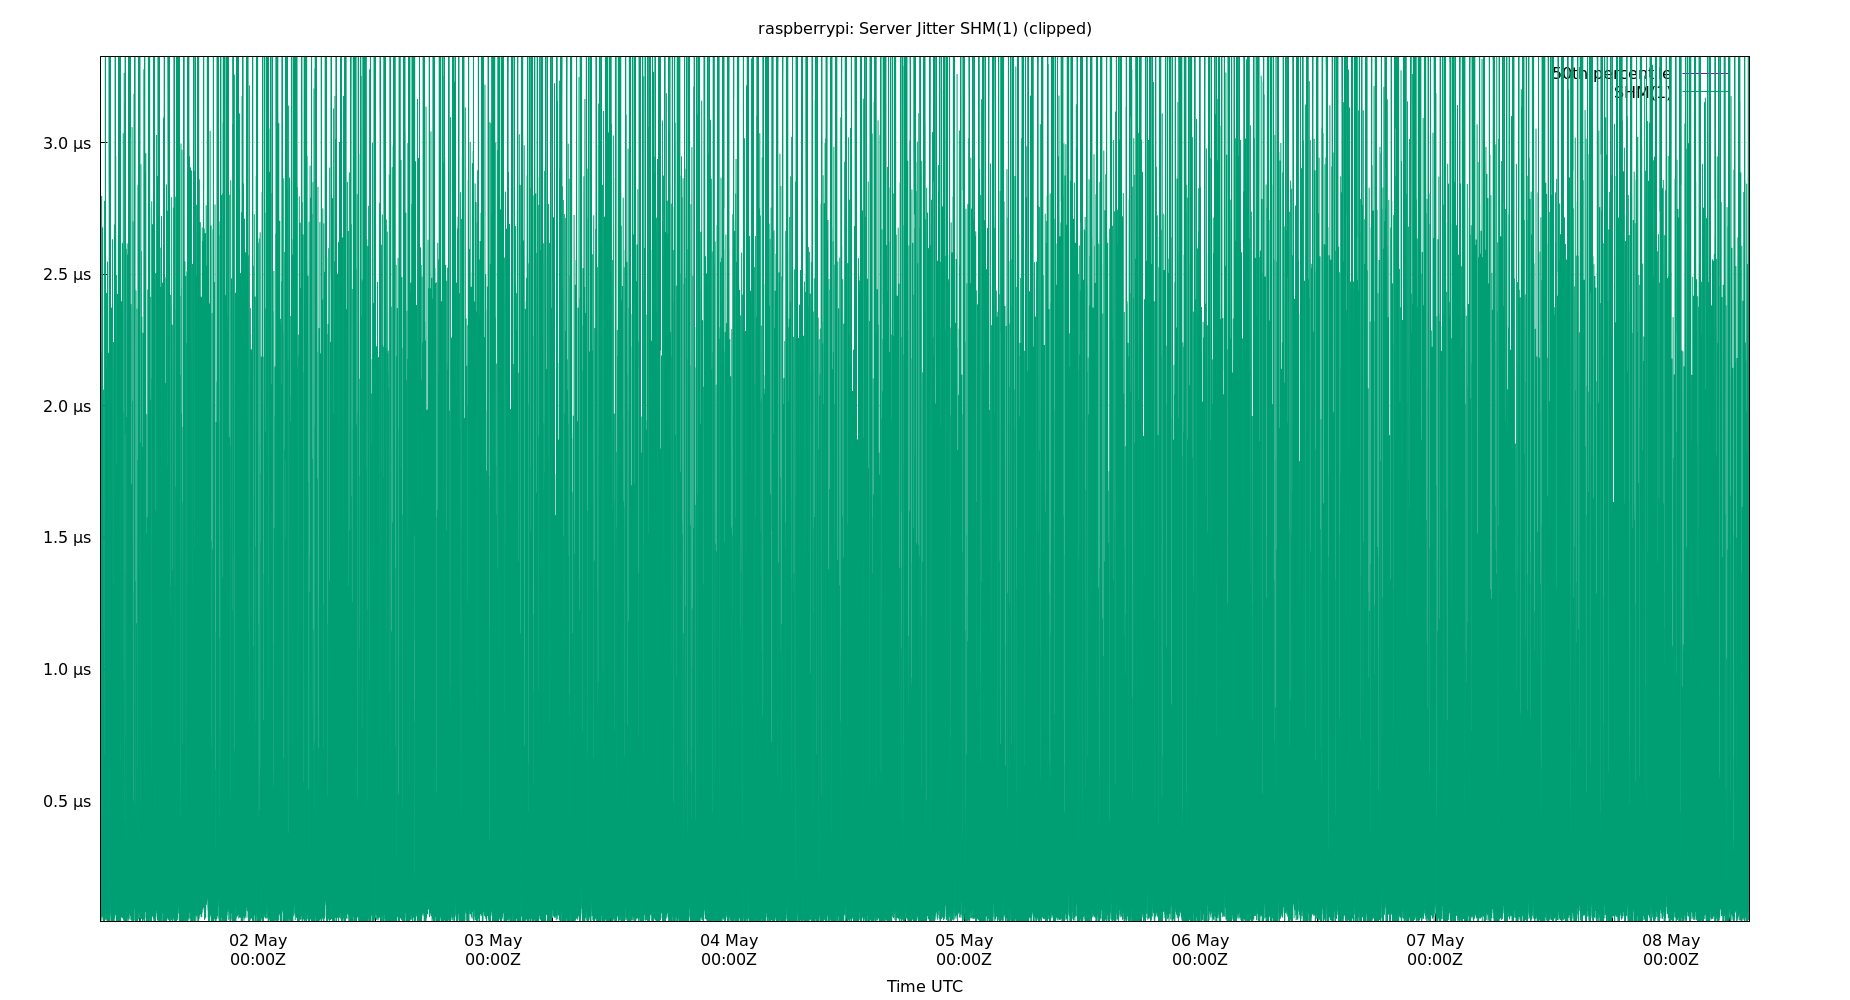 raspberrypi: Server Jitter SHM(1) (clipped)
50th percentile
SHM(1)
3.0 µs
2.5 µs
2.0 µs
1.5 µs
1.0 µs
0.5 µs
02 May 03 May 04 May 05 May 06 May 07 May 08 May
00:00Z 00:00Z 00:00Z 00:00Z 00:00Z 00:00Z 00:00Z
Time UTC